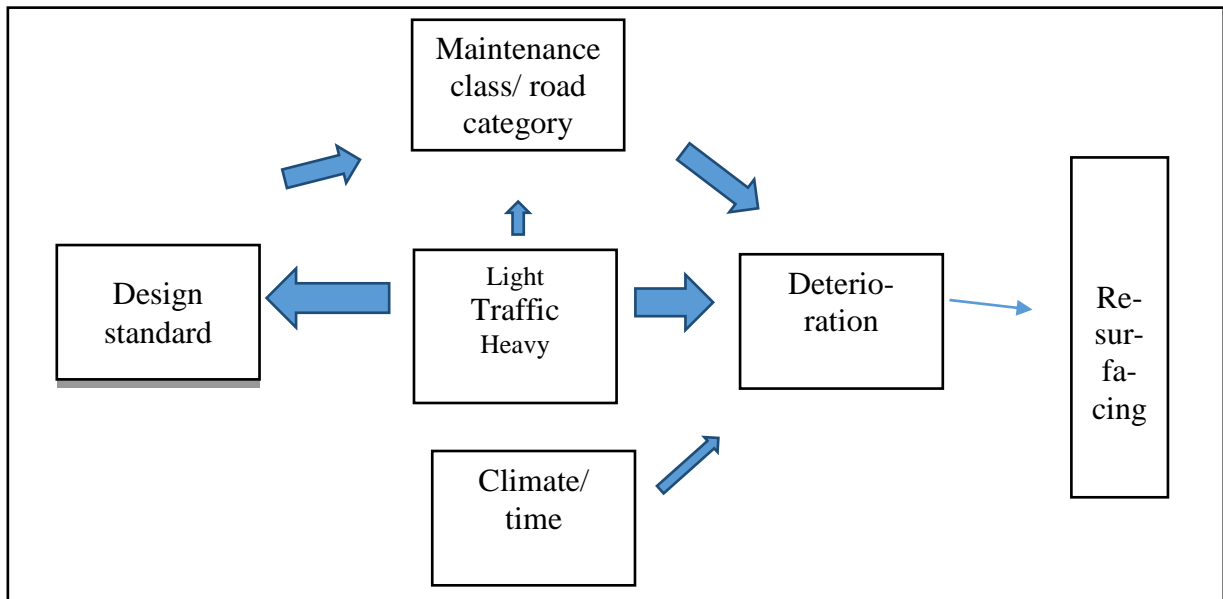 Maintenance
class/ road
category
Design
standard
Light
Traffic
Heavy
Deterio-
ration
Re-
sur-
fa-
cing
Climate/
time